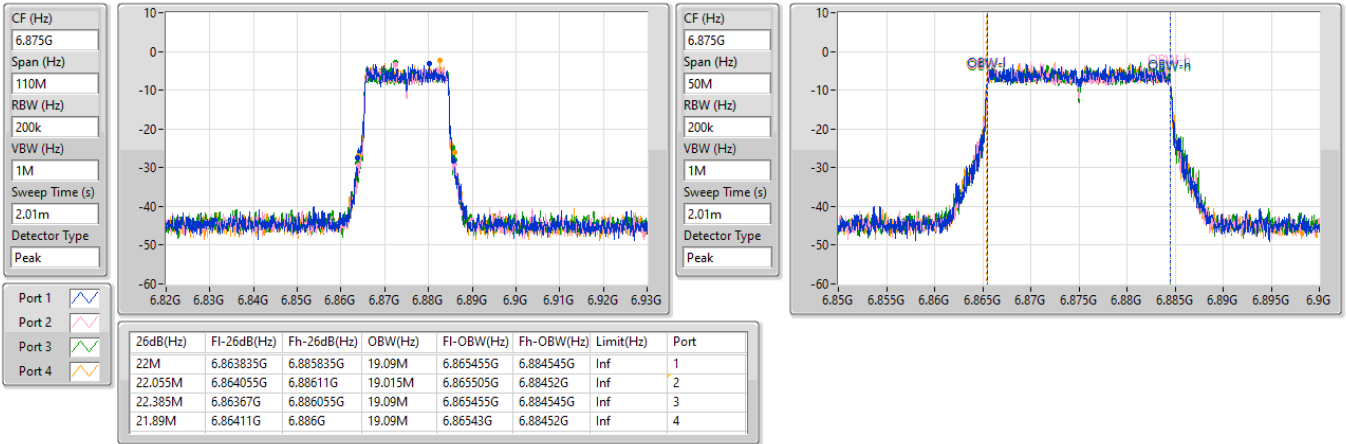 CF (Hz)
6.875G
Span (Hz)
110M
RBW (Hz)
200k
VBW (Hz)
1M
Sweep Time (s)
2.01m
Detector Type
Peak
10-
0-
-10-
-20-
-30-
-40-
-50-
-60-
6.82G 6.83G 6.84G 6.85G 6.86G 6.87G 6.88G 6.89G 6.9G 6.91G 6.92G 6.93G
CF (Hz)
6.875G
Span (Hz)
50M
RBW (Hz)
200k
VBW (Hz)
1M
Sweep Time (s)
2.01m
Detector Type
Peak
10-
0-
-10-
-20-
-30-
-40-
-50-
-60-
OBW-l
OBW-h
6.85G 6.855G 6.86G 6.865G 6.87G 6.875G 6.88G 6.885G 6.89G 6.895G 6.9G
Port 1
Port 2
Port 3
Port 4
26dB(Hz) Fl-26dB(Hz) Fh-26dB(Hz) OBW(Hz) Fl-OBW(Hz) Fh-OBW(Hz) Limit(Hz) Port
22M 6.863835G 6.885835G 19.09M 6.865455G 6.884545G Inf 1
22.055M 6.864055G 6.88611G 19.015M 6.865505G 6.88452G Inf 2
22.385M 6.86367G 6.886055G 19.09M 6.865455G 6.884545G Inf 3
21.89M 6.86411G 6.886G 19.09M 6.86543G 6.88452G Inf 4